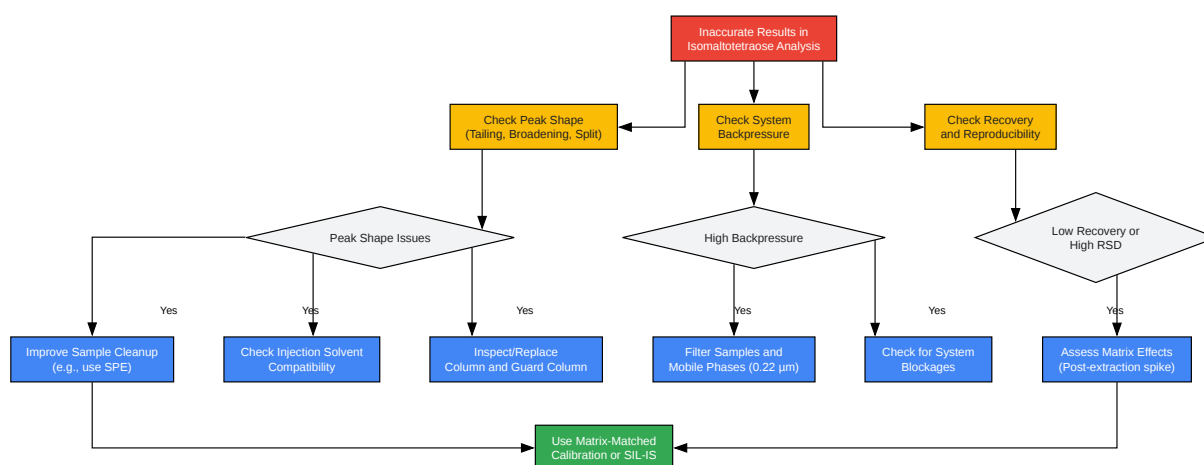 Inaccurate Results in
Isomaltotetraose Analysis
Check Peak Shape
(Tailing, Broadening, Split)
Check System
Backpressure
Check Recovery
and Reproducibility
Peak Shape Issues
High Backpressure
Low Recovery or
High RSD
Yes
Yes
Yes
Yes
Yes
Yes
Improve Sample Cleanup
(e.g., use SPE)
Check Injection Solvent
Compatibility
Inspect/Replace
Column and Guard Column
Filter Samples and
Mobile Phases (0.22 µm)
Check for System
Blockages
Assess Matrix Effects
(Post-extraction spike)
Use Matrix-Matched
Calibration or SIL-IS